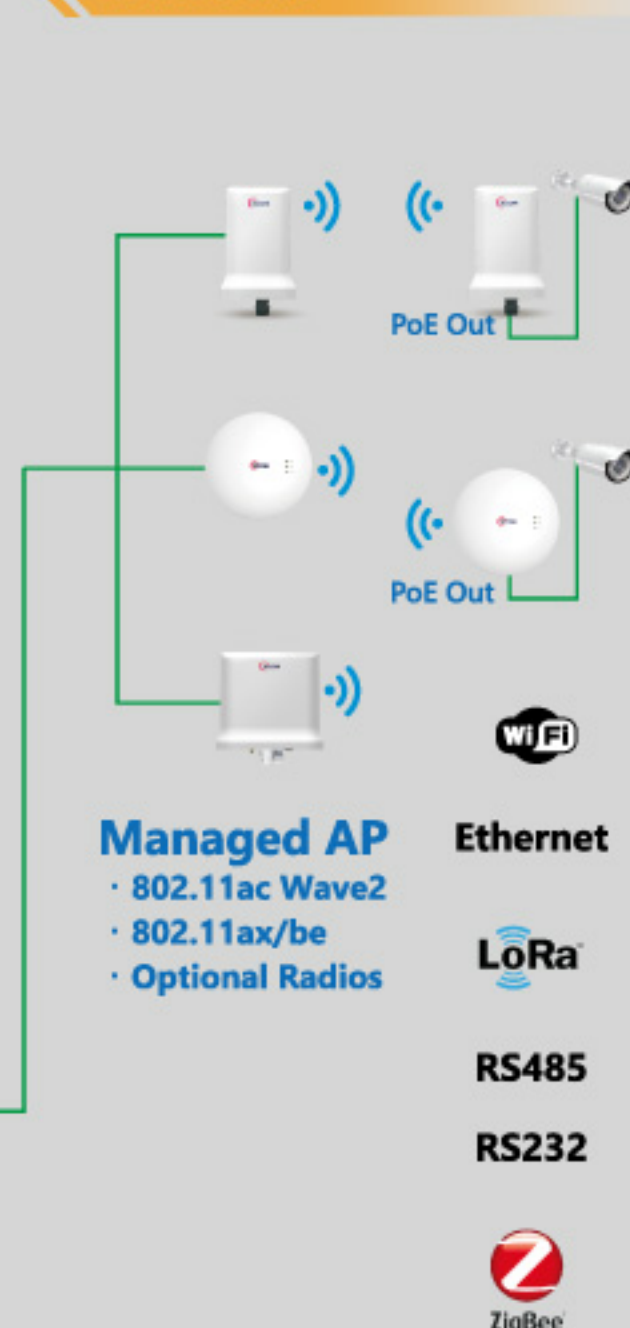 PoE Out
PoE Out
WiFi
Managed AP
· 802.11ac Wave2
· 802.11ax/be
· Optional Radios
Ethernet
LoRa
RS485
RS232
Z
ZigBee